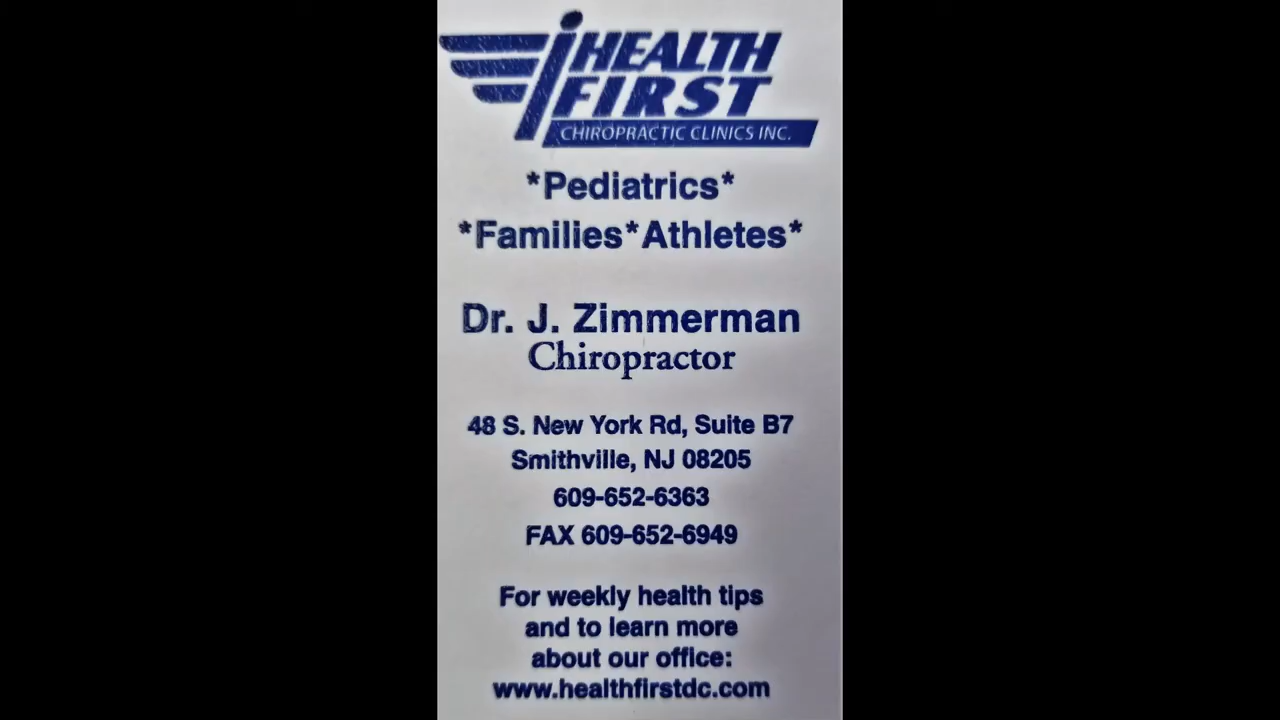 HEALTH
FIRST
CHIROPRACTIC CLINICS INC.
*Pediatrics*
*Families*Athletes*
Dr. J. Zimmerman
Chiropractor
48 S. New York Rd, Suite B7
Smithville, NJ 08205
609-652-6363
FAX 609-652-6949
For weekly health tips
and to learn more
about our office:
www.healthfirstdc.com